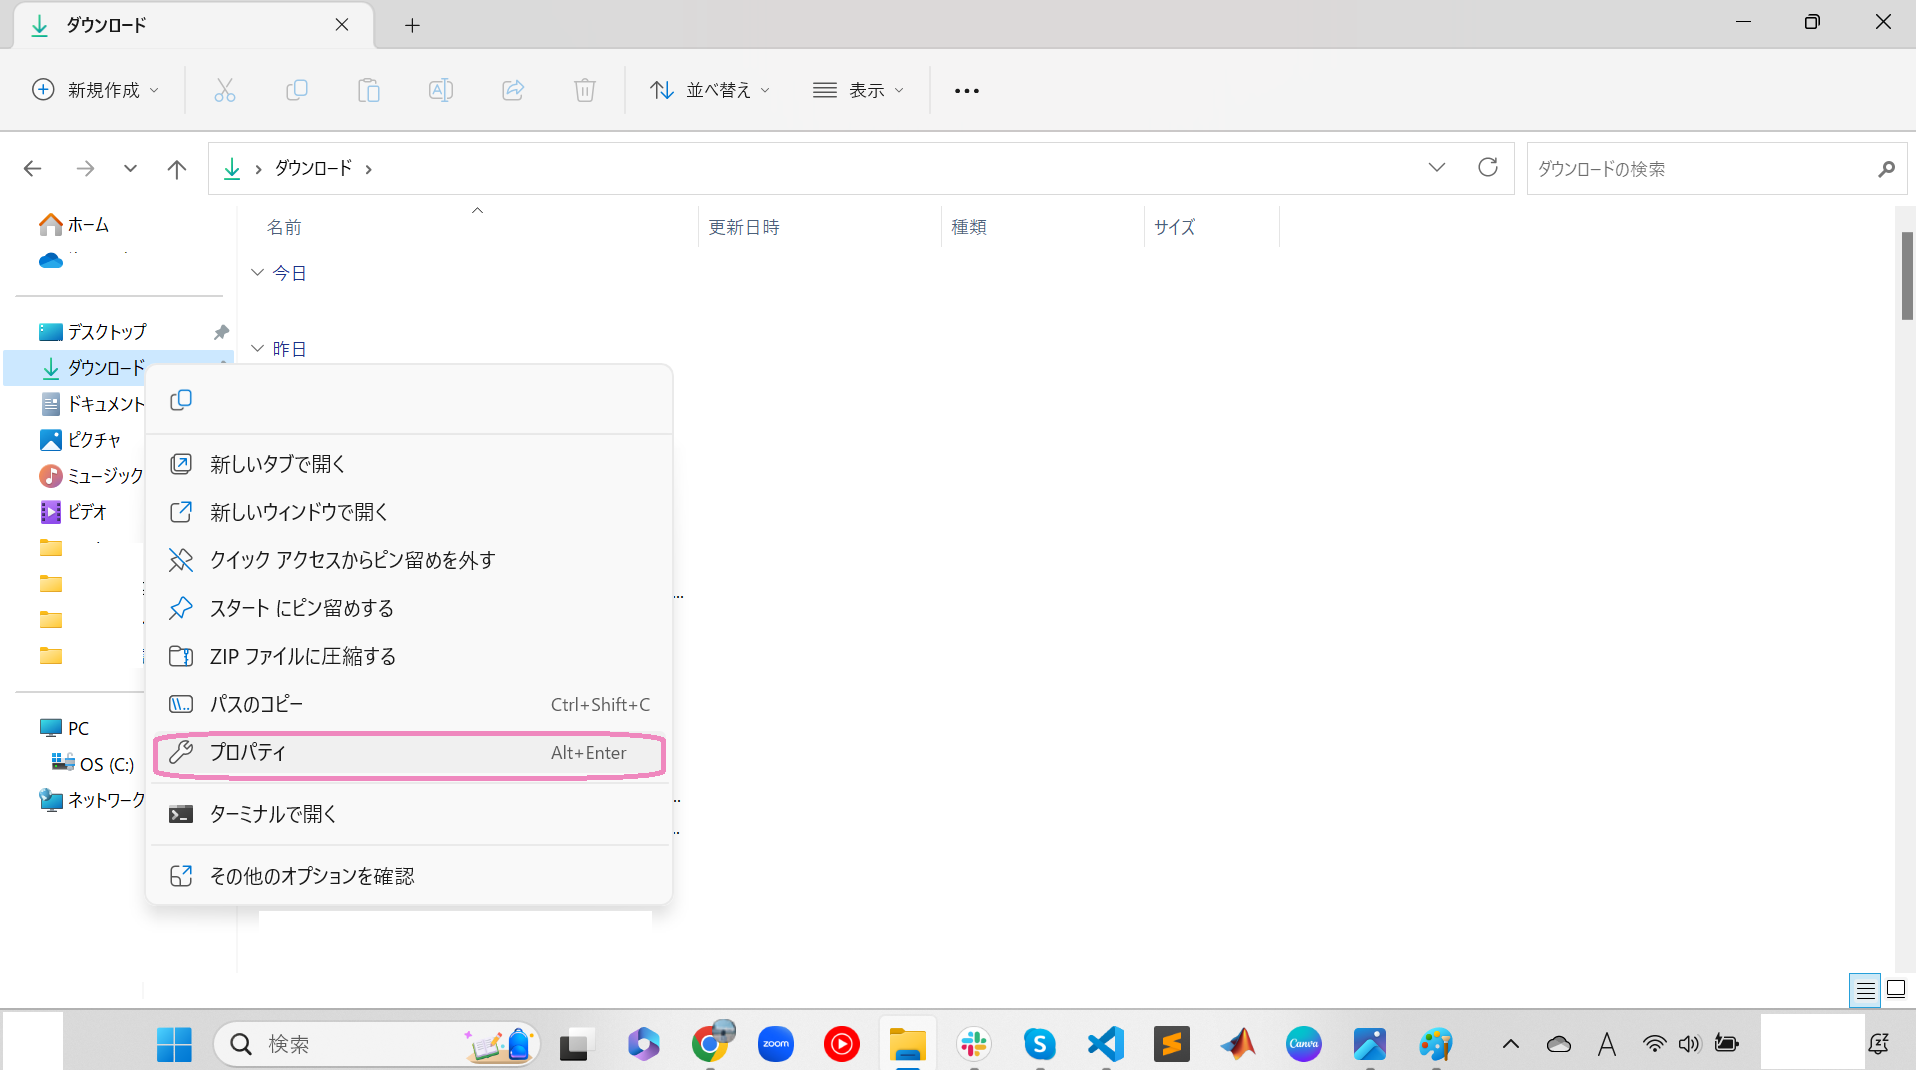 ダウンロード
新規作成
並べ替え
表示
ダウンロード
ダウンロードの検索
ホーム
名前
更新日時
種類
サイズ
今日
デスクトップ
昨日
ダウンロード
ドキュメント
ピクチャ
新しいタブで開く
ミュージック
ビデオ
新しいウィンドウで開く
クイック アクセスからピン留めを外す
...
スタート にピン留めする
ZIP ファイルに圧縮する
パスのコピー Ctrl+Shift+C
PC
プロパティ Alt+Enter
OS (C:)
ネットワーク
ターミナルで開く
その他のオプションを確認
検索
zoom
S
Canva
A